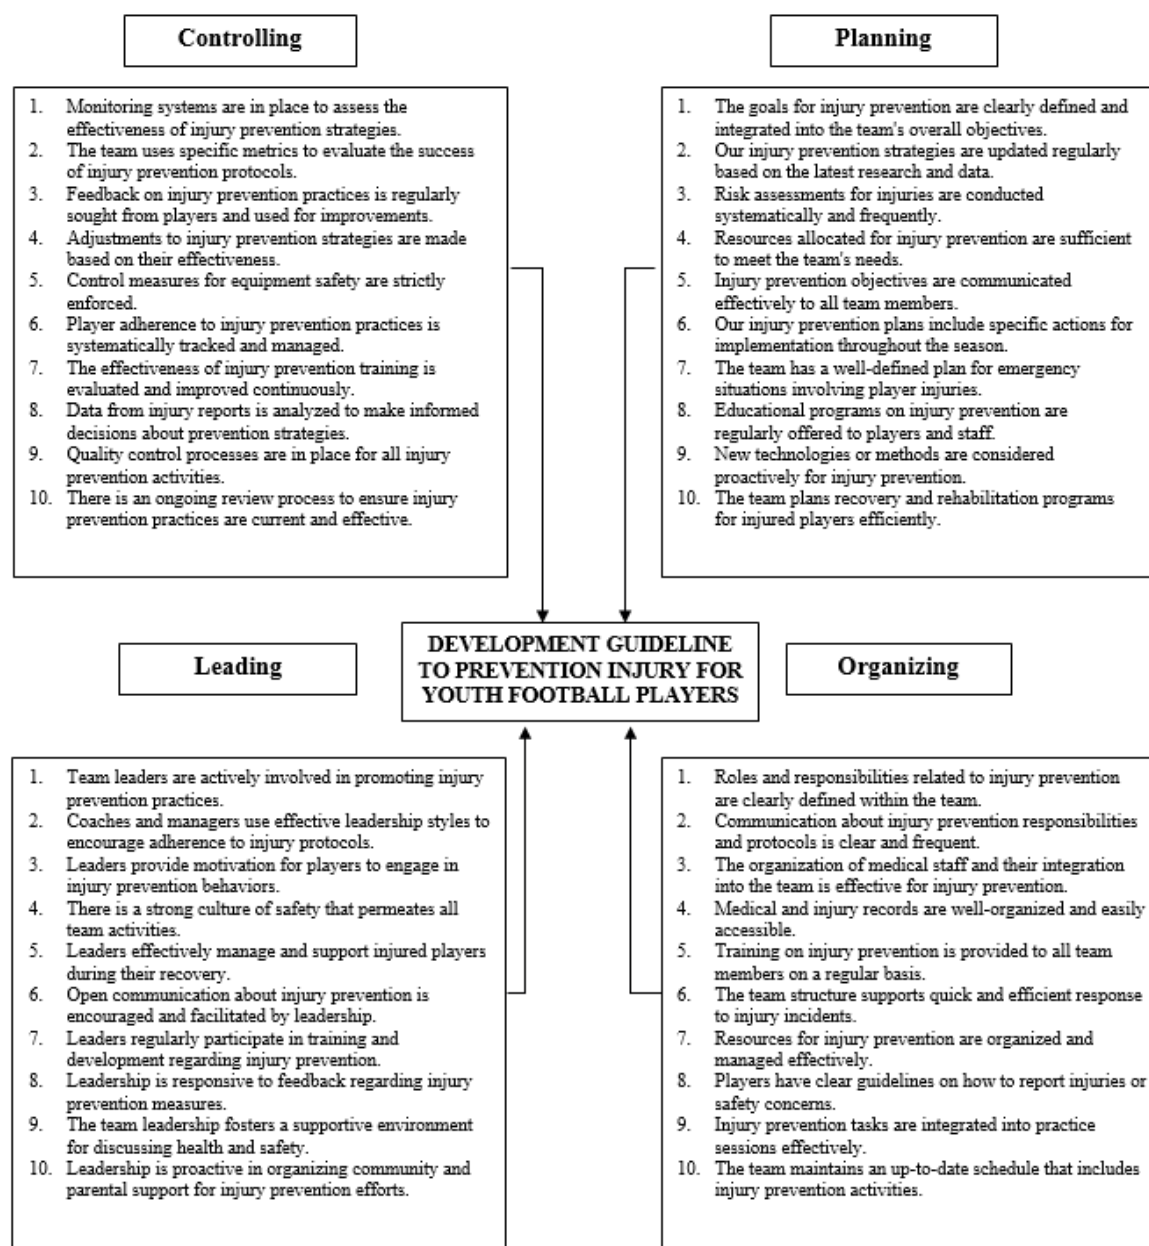 Controlling
1. Monitoring systems are in place to assess the
effectiveness of injury prevention strategies.
2. The team uses specific metrics to evaluate the success
of injury prevention protocols.
3. Feedback on injury prevention practices is regularly
sought from players and used for improvements.
4. Adjustments to injury prevention strategies are made
based on their effectiveness.
5. Control measures for equipment safety are strictly
enforced.
6. Player adherence to injury prevention practices is
systematically tracked and managed.
7. The effectiveness of injury prevention training is
evaluated and improved continuously.
8. Data from injury reports is analyzed to make informed
decisions about prevention strategies.
9. Quality control processes are in place for all injury
prevention activities.
10. There is an ongoing review process to ensure injury
prevention practices are current and effective.
Planning
1. The goals for injury prevention are clearly defined and
integrated into the team's overall objectives.
2. Our injury prevention strategies are updated regularly
based on the latest research and data.
3. Risk assessments for injuries are conducted
systematically and frequently.
4. Resources allocated for injury prevention are sufficient
to meet the team's needs.
5. Injury prevention objectives are communicated
effectively to all team members.
6. Our injury prevention plans include specific actions for
implementation throughout the season.
7. The team has a well-defined plan for emergency
situations involving player injuries.
8. Educational programs on injury prevention are
regularly offered to players and staff.
9. New technologies or methods are considered
proactively for injury prevention.
10. The team plans recovery and rehabilitation programs
for injured players efficiently.
DEVELOPMENT GUIDELINE
TO PREVENTION INJURY FOR
YOUTH FOOTBALL PLAYERS
Leading
1. Team leaders are actively involved in promoting injury
prevention practices.
2. Coaches and managers use effective leadership styles to
encourage adherence to injury protocols.
3. Leaders provide motivation for players to engage in
injury prevention behaviors.
4. There is a strong culture of safety that permeates all
team activities.
5. Leaders effectively manage and support injured players
during their recovery.
6. Open communication about injury prevention is
encouraged and facilitated by leadership.
7. Leaders regularly participate in training and
development regarding injury prevention.
8. Leadership is responsive to feedback regarding injury
prevention measures.
9. The team leadership fosters a supportive environment
for discussing health and safety.
10. Leadership is proactive in organizing community and
parental support for injury prevention efforts.
Organizing
1. Roles and responsibilities related to injury prevention
are clearly defined within the team.
2. Communication about injury prevention responsibilities
and protocols is clear and frequent.
3. The organization of medical staff and their integration
into the team is effective for injury prevention.
4. Medical and injury records are well-organized and easily
accessible.
5. Training on injury prevention is provided to all team
members on a regular basis.
6. The team structure supports quick and efficient response
to injury incidents.
7. Resources for injury prevention are organized and
managed effectively.
8. Players have clear guidelines on how to report injuries or
safety concerns.
9. Injury prevention tasks are integrated into practice
sessions effectively.
10. The team maintains an up-to-date schedule that includes
injury prevention activities.